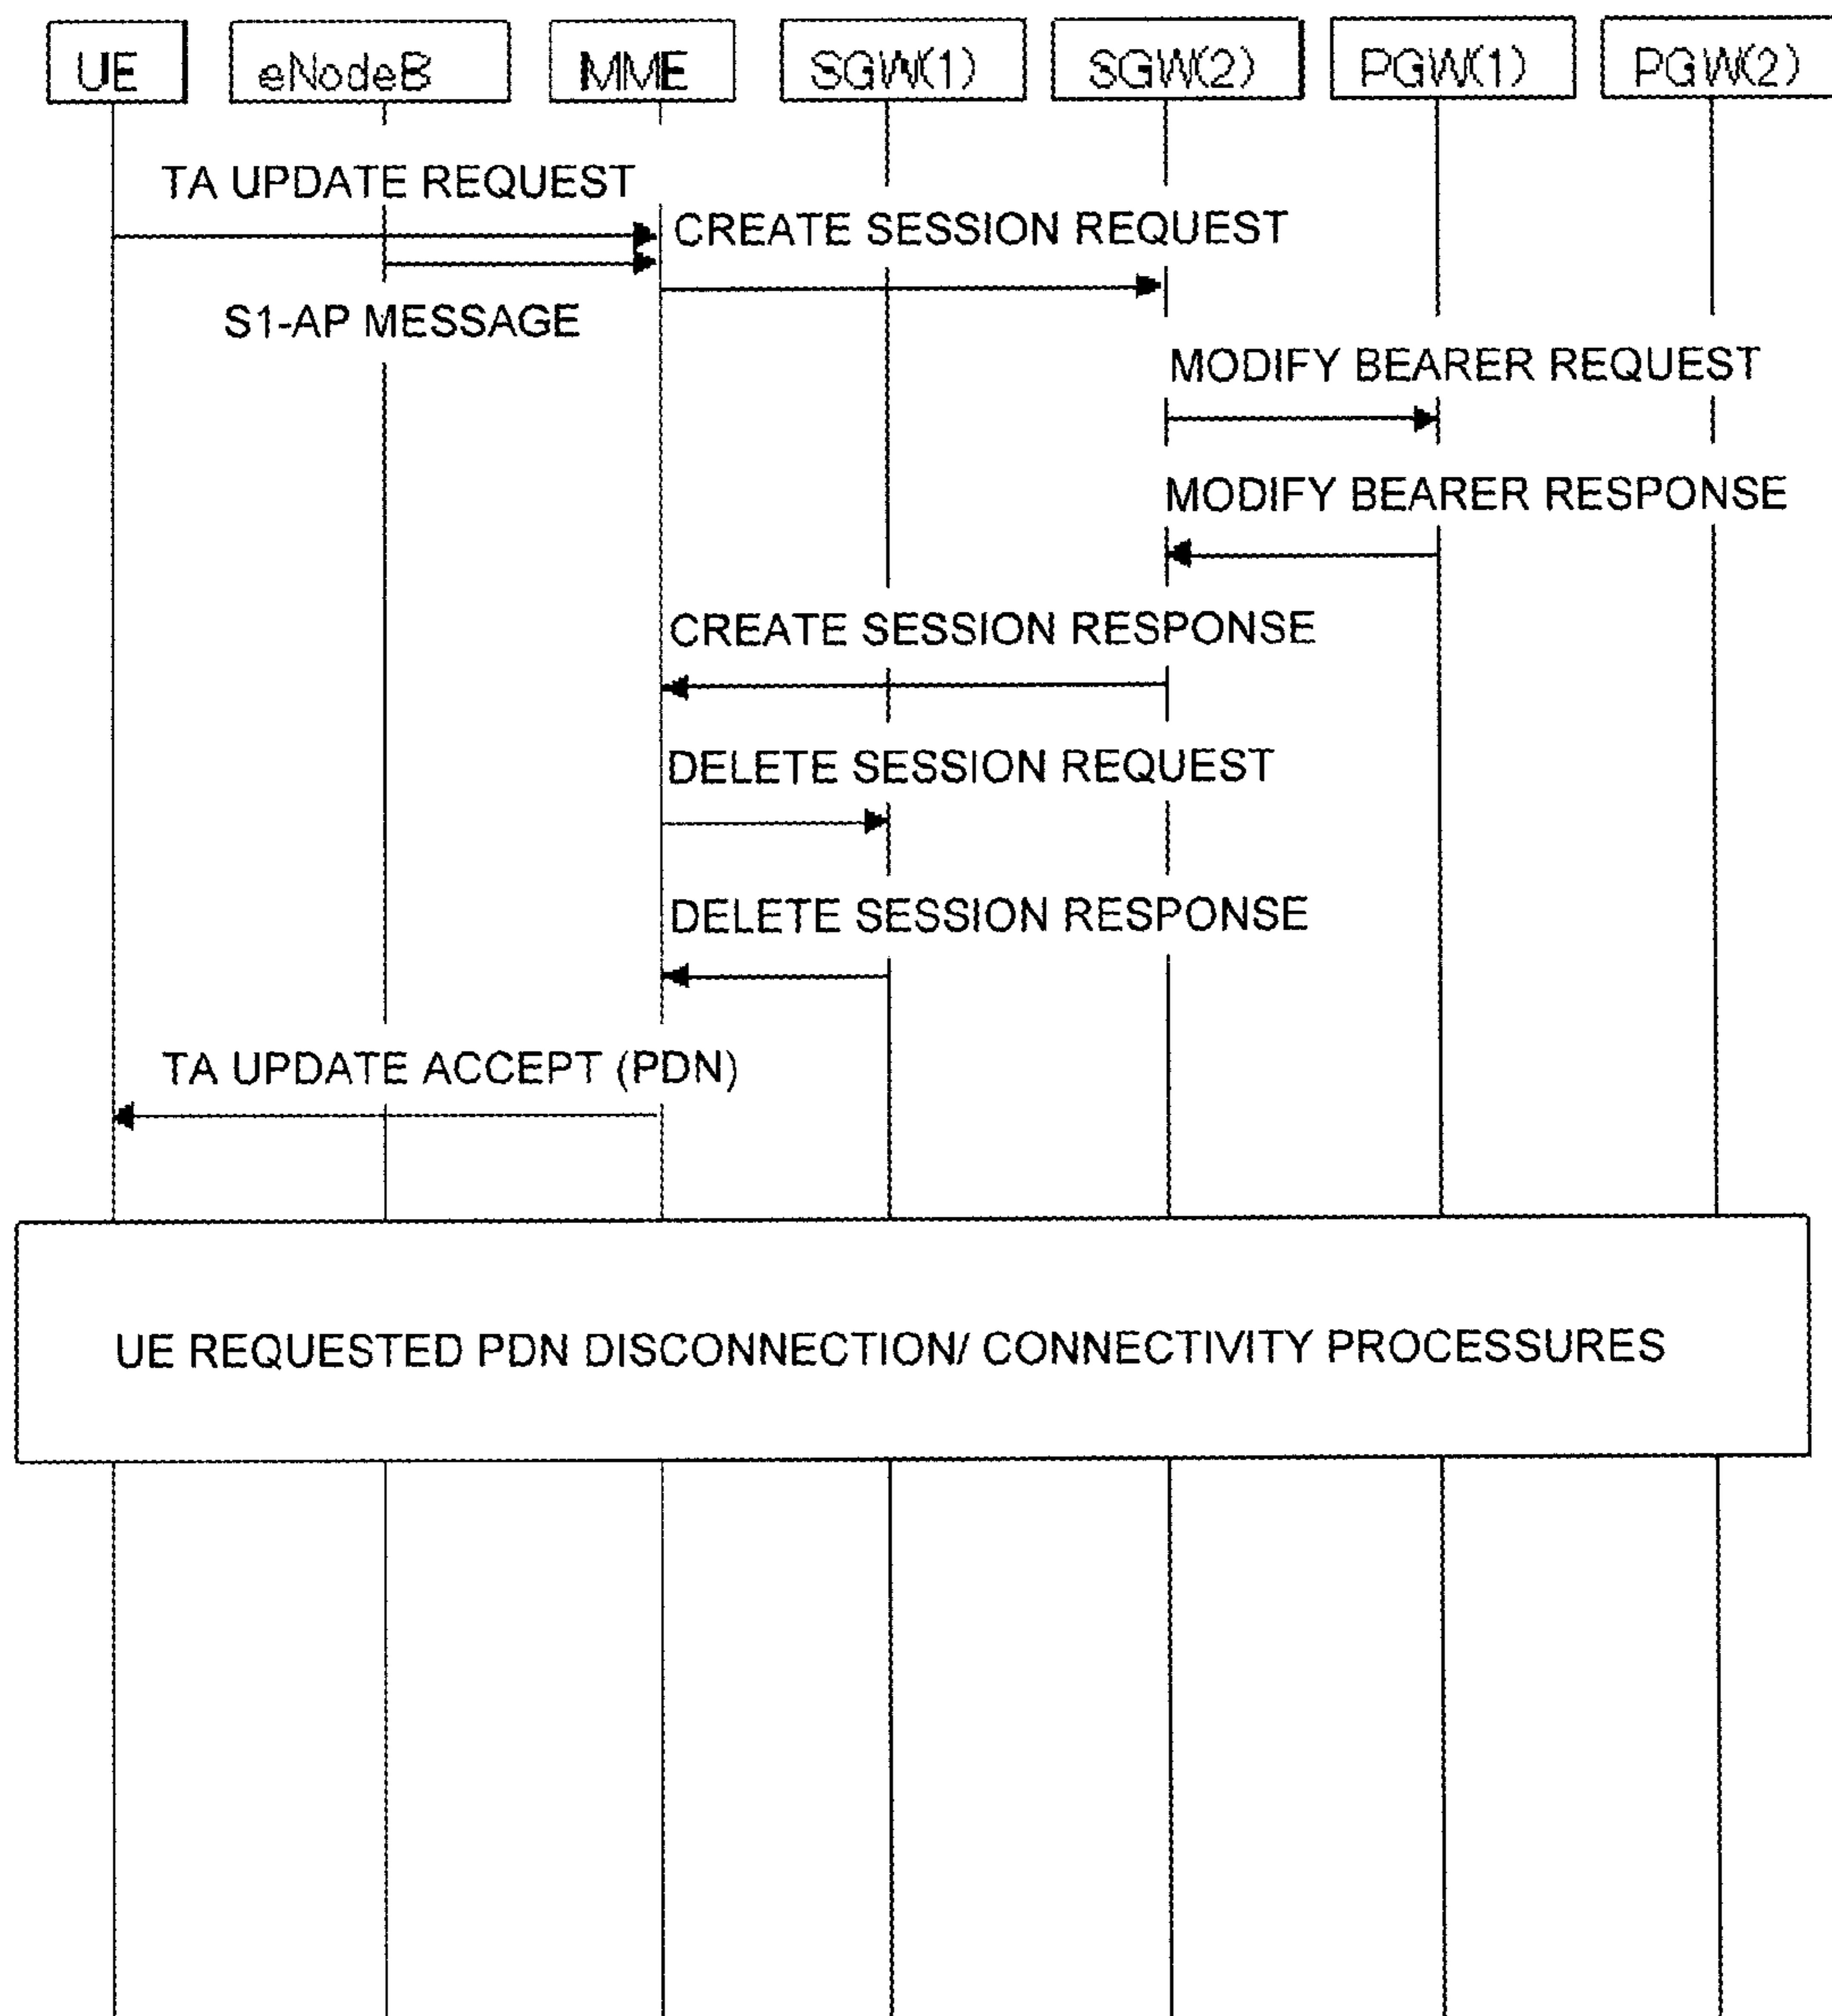 UE eNodeB MME SGW(1) SGW(2) PGW(1) PGW(2)
TA UPDATE REQUEST
CREATE SESSION REQUEST
S1-AP MESSAGE
MODIFY BEARER REQUEST
MODIFY BEARER RESPONSE
CREATE SESSION RESPONSE
DELETE SESSION REQUEST
DELETE SESSION RESPONSE
TA UPDATE ACCEPT (PDN)
UE REQUESTED PDN DISCONNECTION/ CONNECTIVITY PROCESSURES